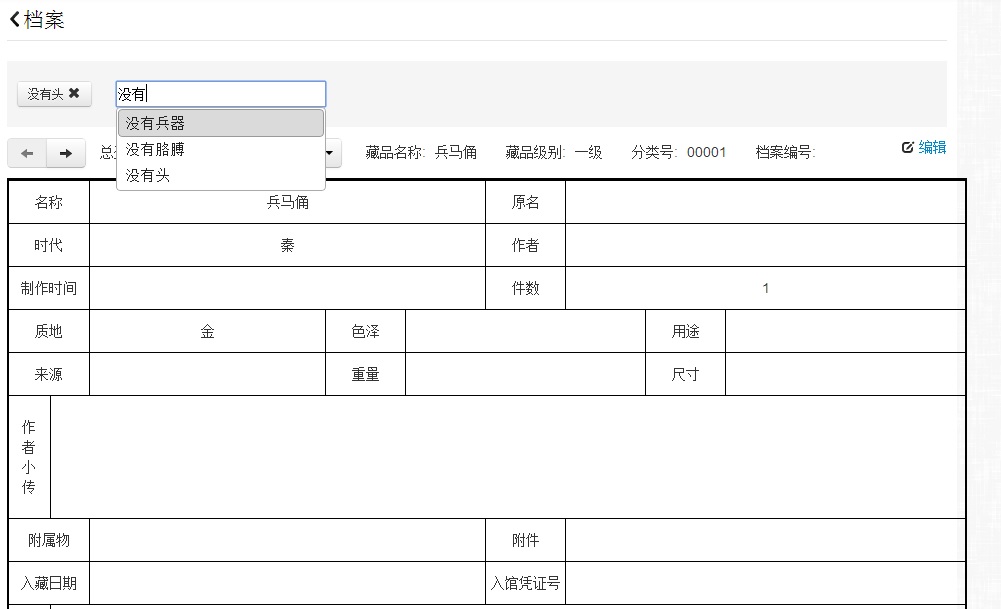 档案
没有头 ✖
没有
没有兵器
没有胳膊
没有头
藏品名称: 兵马俑 藏品级别: 一级 分类号: 00001 档案编号: 编辑
名称 兵马俑 原名
时代 秦 作者
制作时间 件数 1
质地 金 色泽 用途
来源 重量 尺寸
作者小传
附属物 附件
入藏日期 入馆凭证号